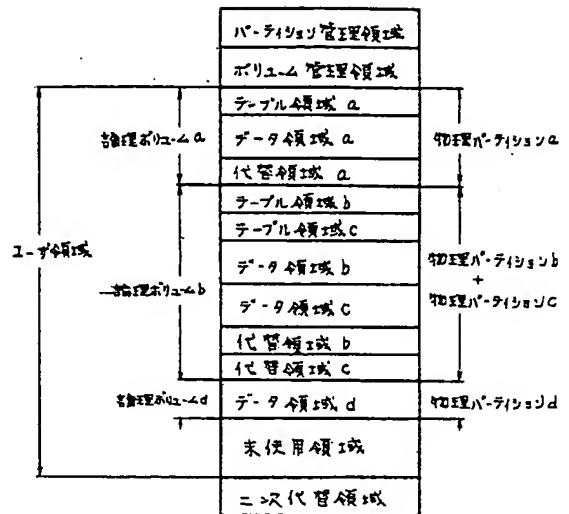 パーティション管理領域
ボリューム管理領域
テーブル領域 a
データ領域 a
代替領域 a
テーブル領域 b
テーブル領域 c
データ領域 b
データ領域 c
代替領域 b
代替領域 c
データ領域 d
未使用領域
二次代替領域
ユーザ領域
論理ボリューム a
論理ボリューム b
論理ボリューム d
物理パーティション a
物理パーティション b
+
物理パーティション c
物理パーティション d